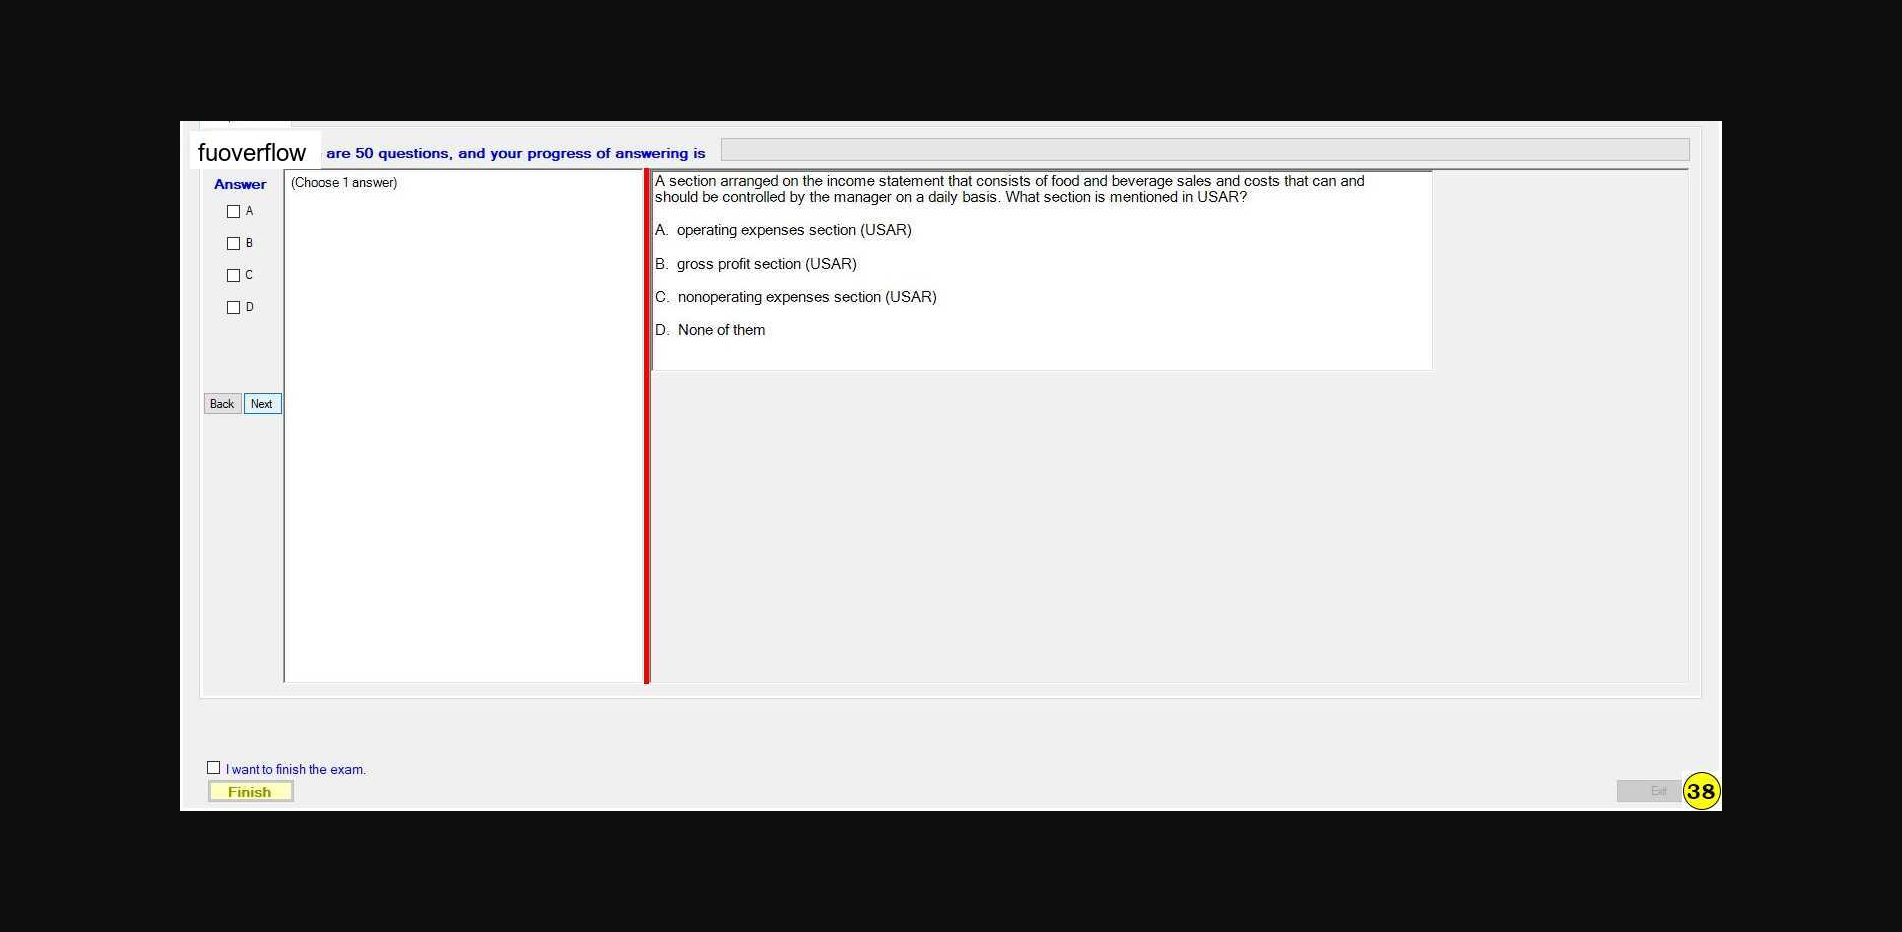 fuoverflow are 50 questions, and your progress of answering is
Answer
A
B
C
D
Back Next
(Choose 1 answer)
A section arranged on the income statement that consists of food and beverage sales and costs that can and
should be controlled by the manager on a daily basis. What section is mentioned in USAR?
A. operating expenses section (USAR)
B. gross profit section (USAR)
C. nonoperating expenses section (USAR)
D. None of them
I want to finish the exam.
Finish
Exit
38